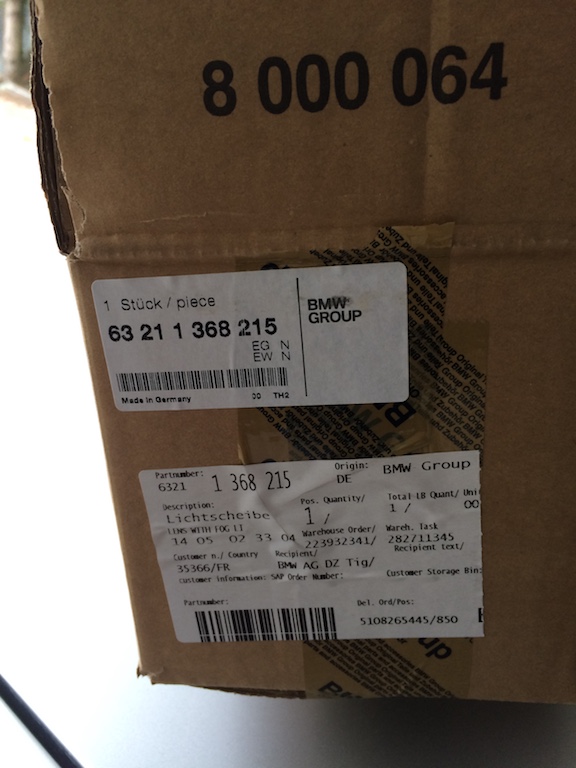 8 000 064
1 Stück / piece
63 21 1 368 215
EG N
EW N
Made in Germany
TH2
BMW
GROUP
Partnumber:
6321 1 368 215
Origin:
DE
BMW Group
Description:
Lichtscheibe
LENS WITH FOG LI
14 05 02 33 04
Pos. Quantity/
1 /
Total LB Quant/ Uni
1 / 00
Warehouse Order/
223932341/
Wareh. Task
282711345
Customer n./ Country
35366/FR
Recipient/
BMW AG DZ Tig/
Recipient text/
Customer information: SAP Order Number:
Customer Storage Bin:
Partnumber:
Del. Ord/Pos:
5108265445/850